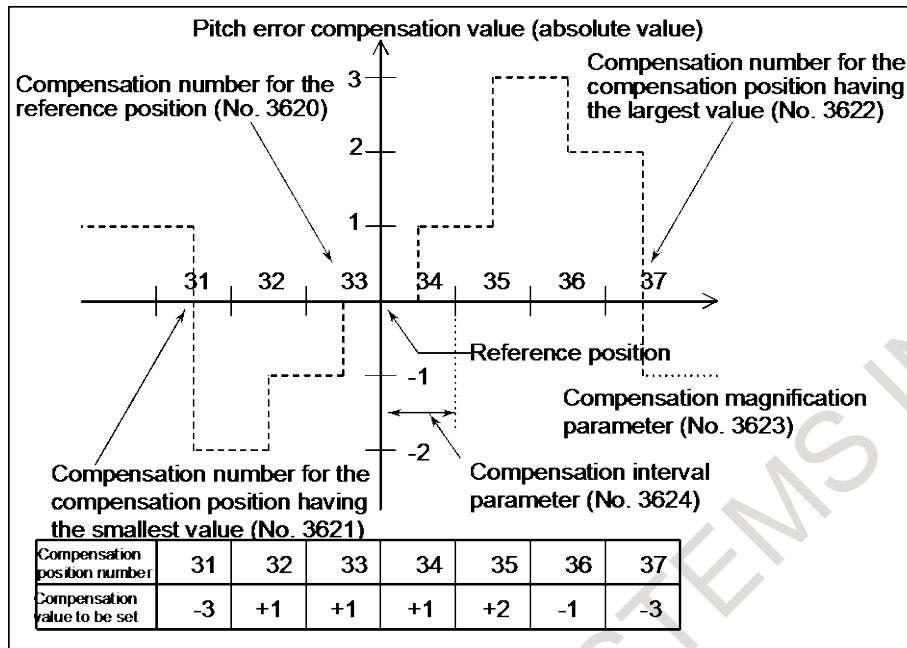 Pitch error compensation value (absolute value)
Compensation number for the
reference position (No. 3620)
Compensation number for the
compensation position having
the largest value (No. 3622)
3
2
1
31 32 33 34 35 36 37
Reference position
-1
-2
Compensation magnification
parameter (No. 3623)
Compensation interval
parameter (No. 3624)
Compensation number for the
compensation position having
the smallest value (No. 3621)
Compensation
position number 31 32 33 34 35 36 37
Compensation
value to be set -3 +1 +1 +1 +2 -1 -3
STEMS IN